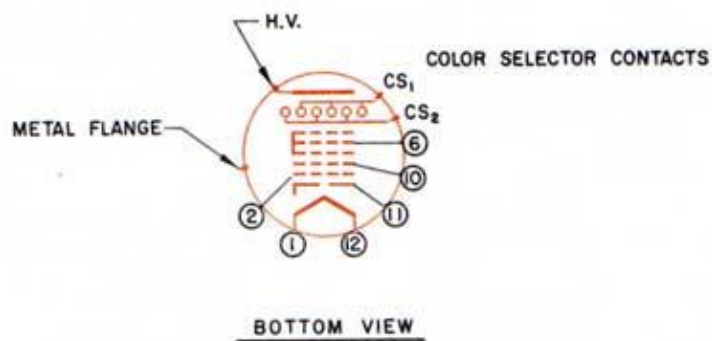 H.V.
COLOR SELECTOR CONTACTS
CS1
CS2
METAL FLANGE
6
10
2
11
1
12
BOTTOM VIEW